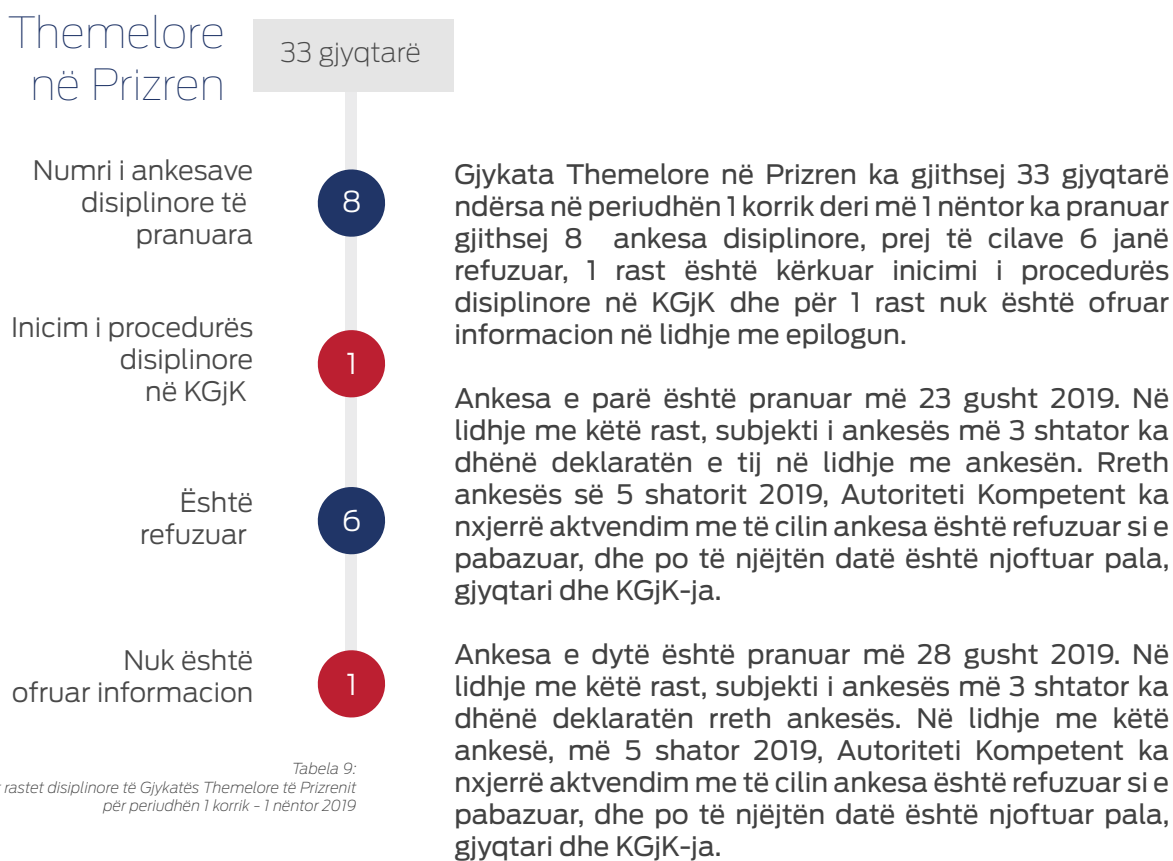 Themelore
në Prizren
33 gjyqtarë
Numri i ankesave
disiplinore të
pranuara
8
Inicim i procedurës
disiplinore
në KGjK
1
Është
refuzuar
6
Nuk është
ofruar informacion
1
Tabela 9:
rastet disiplinore të Gjykatës Themelore të Prizrenit
për periudhën 1 korrik - 1 nëntor 2019
Gjykata Themelore në Prizren ka gjithsej 33 gjyqtarë
ndërsa në periudhën 1 korrik deri më 1 nëntor ka pranuar
gjithsej 8 ankesa disiplinore, prej të cilave 6 janë
refuzuar, 1 rast është kërkuar inicimi i procedurës
disiplinore në KGjK dhe për 1 rast nuk është ofruar
informacion në lidhje me epilogun.
Ankesa e parë është pranuar më 23 gusht 2019. Në
lidhje me këtë rast, subjekti i ankesës më 3 shtator ka
dhënë deklaratën e tij në lidhje me ankesën. Rreth
ankesës së 5 shatorit 2019, Autoriteti Kompetent ka
nxjerrë aktvendim me të cilin ankesa është refuzuar si e
pabazuar, dhe po të njëjtën datë është njoftuar pala,
gjyqtari dhe KGjK-ja.
Ankesa e dytë është pranuar më 28 gusht 2019. Në
lidhje me këtë rast, subjekti i ankesës më 3 shtator ka
dhënë deklaratën rreth ankesës. Në lidhje me këtë
ankesë, më 5 shator 2019, Autoriteti Kompetent ka
nxjerrë aktvendim me të cilin ankesa është refuzuar si e
pabazuar, dhe po të njëjtën datë është njoftuar pala,
gjyqtari dhe KGjK-ja.